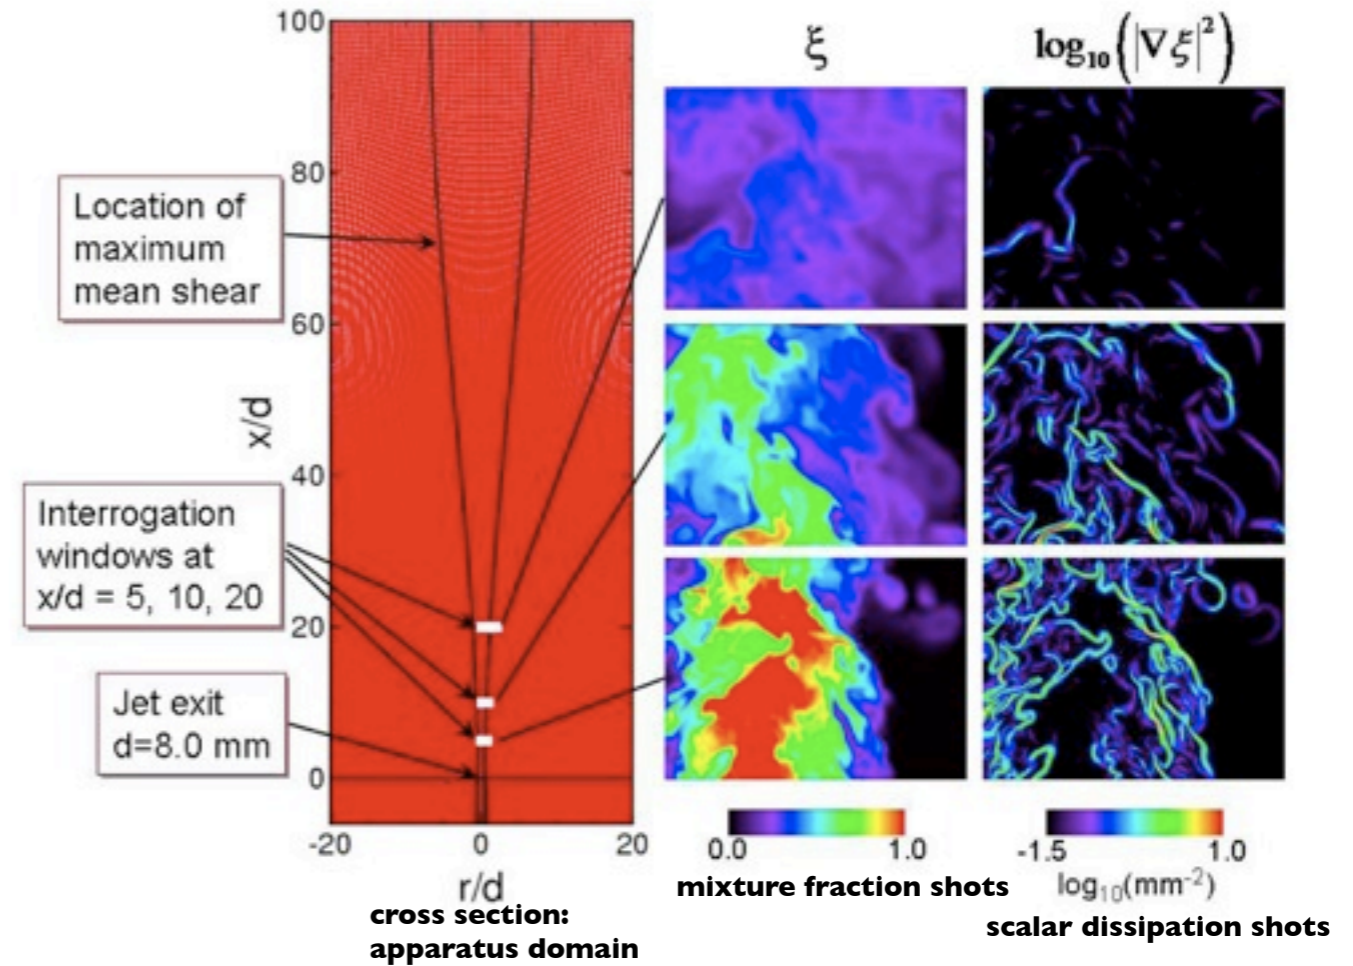 100
80
60
40
20
0
x/d
-20 0 20
r/d
Location of
maximum
mean shear
Interrogation
windows at
x/d = 5, 10, 20
Jet exit
d=8.0 mm
cross section:
apparatus domain
ξ
log₁₀(|∇ξ|²)
0.0 1.0
mixture fraction shots
-1.5 1.0
log₁₀(mm⁻²)
scalar dissipation shots